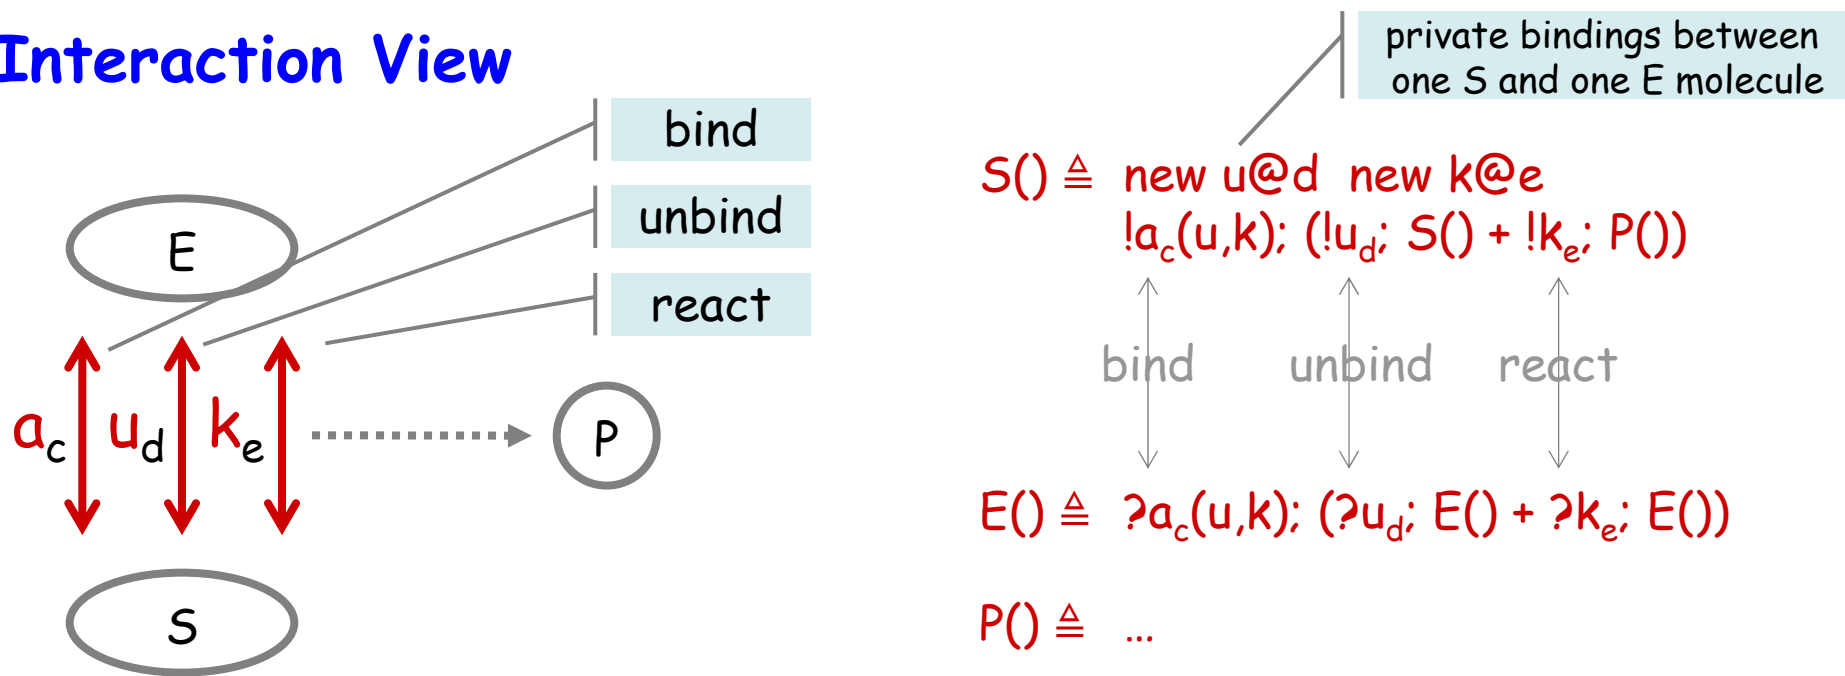 Interaction View
bind
unbind
react
E
a_c u_d k_e
P
S
private bindings between
one S and one E molecule
S() ≜ new u@d new k@e
!a_c(u,k); (!u_d; S() + !k_e; P())
bind unbind react
E() ≜ ?a_c(u,k); (?u_d; E() + ?k_e; E())
P() ≜ ...